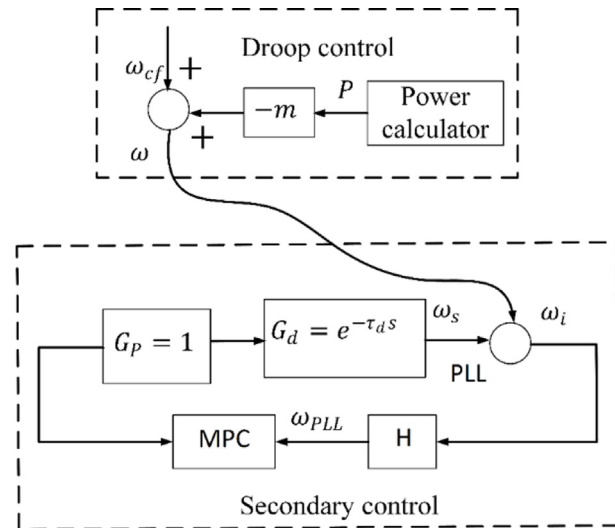 Droop control
ω_cf +
P
−m
Power
calculator
+
ω
G_P = 1
G_d = e^{−τ_d s}
ω_s
ω_i
PLL
MPC
ω_PLL
H
Secondary control